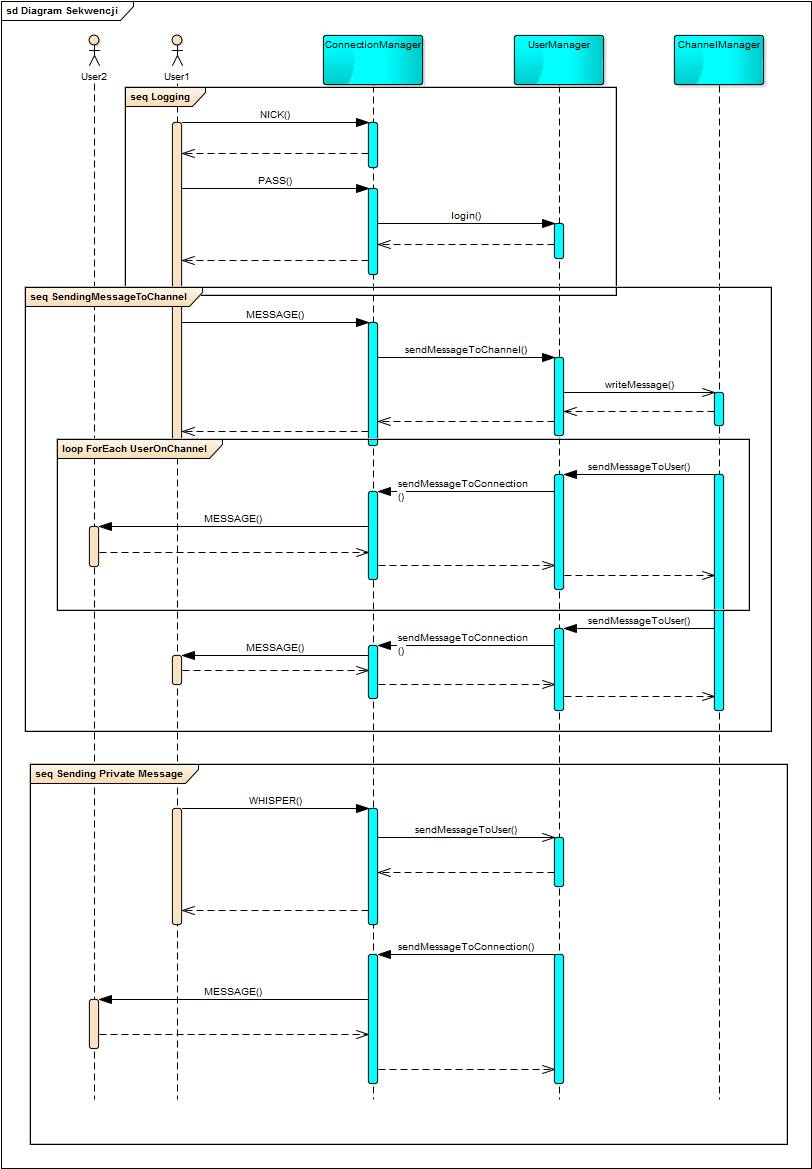 sd Diagram Sekwencji
ConnectionManager
UserManager
ChannelManager
User2
User1
seq Logging
NICK()
PASS()
login()
seq SendingMessageToChannel
MESSAGE()
sendMessageToChannel()
writeMessage()
loop ForEach UserOnChannel
sendMessageToUser()
sendMessageToConnection
()
MESSAGE()
sendMessageToUser()
sendMessageToConnection
()
MESSAGE()
seq Sending Private Message
WHISPER()
sendMessageToUser()
sendMessageToConnection()
MESSAGE()